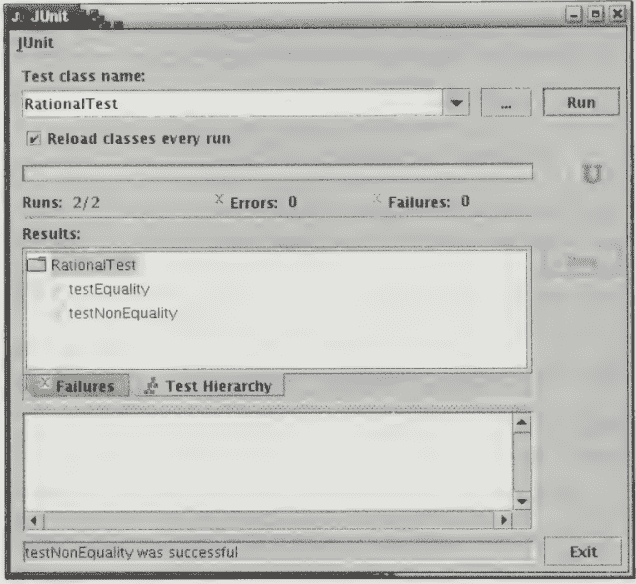 JUnit
JUnit
Test class name:
RationalTest
...
Run
Reload classes every run
U
Runs: 2/2 X Errors: 0 X Failures: 0
Results:
RationalTest
testEquality
testNonEquality
X Failures Test Hierarchy
testNonEquality was successful
Exit